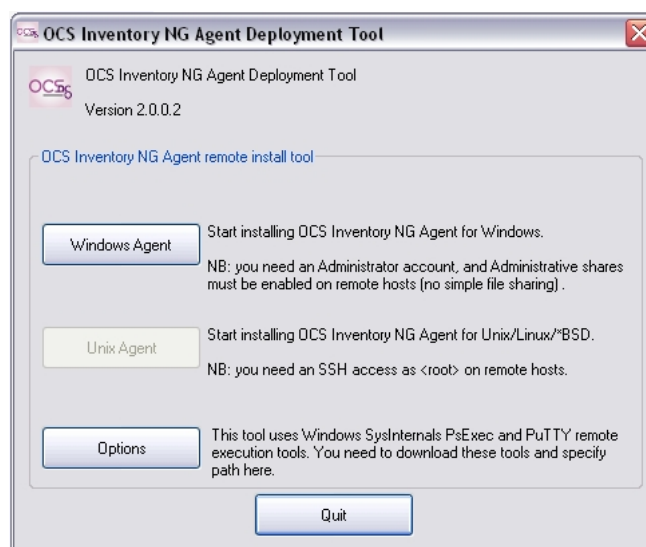 OCS Inventory NG Agent Deployment Tool
OCS Inventory NG Agent Deployment Tool
Version 2.0.0.2
OCS Inventory NG Agent remote install tool
Windows Agent
Start installing OCS Inventory NG Agent for Windows.
NB: you need an Administrator account, and Administrative shares
must be enabled on remote hosts (no simple file sharing) .
Unix Agent
Start installing OCS Inventory NG Agent for Unix/Linux/*BSD.
NB: you need an SSH access as <root> on remote hosts.
Options
This tool uses Windows SysInternals PsExec and PuTTY remote
execution tools. You need to download these tools and specify
path here.
Quit